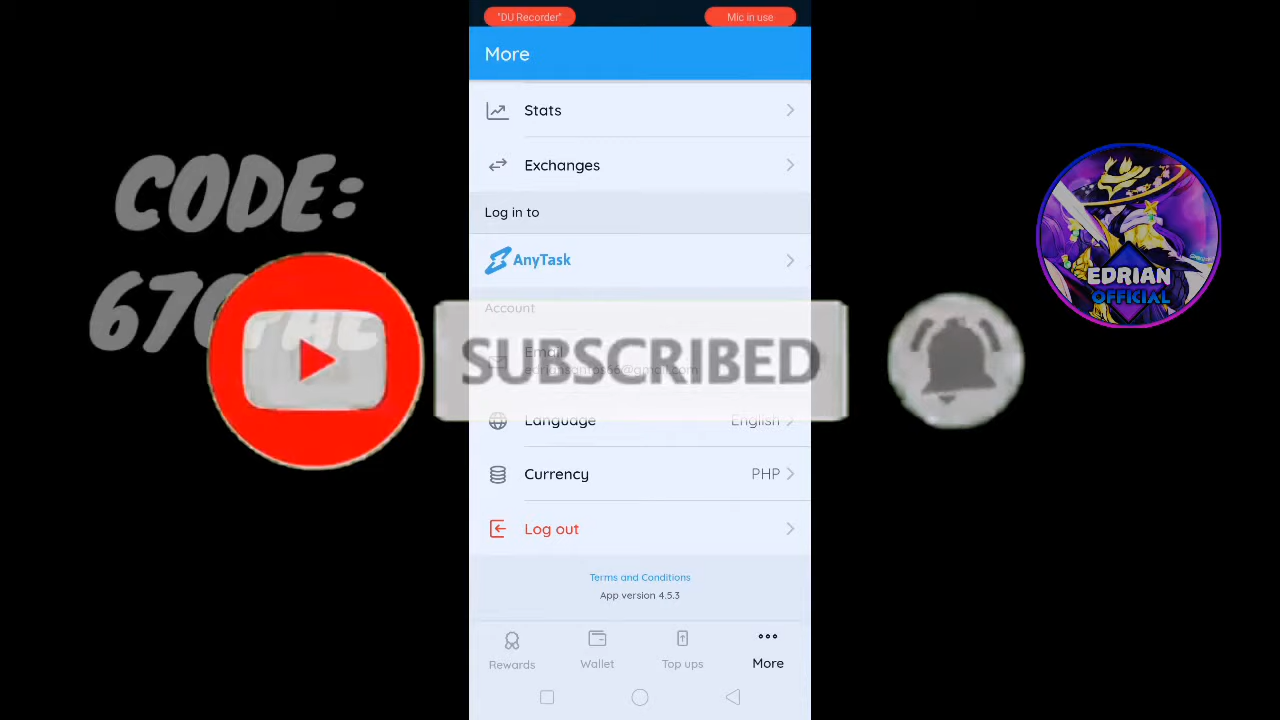 "DU Recorder"
Mic in use
More
Stats
Exchanges
Log in to
AnyTask
Account
Email
SUBSCRIBED
Language
English
Currency
PHP
Log out
Terms and Conditions
App version 4.5.3
Rewards
Wallet
Top ups
More
CODE:
EDRIAN
OFFICIAL